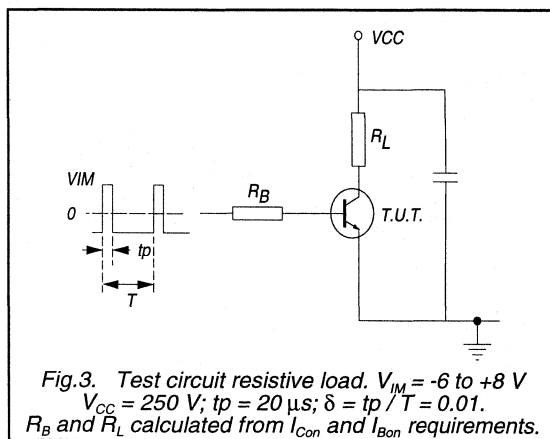 VCC
R_L
VIM
R_B
0
T.U.T.
tp
T
Fig.3. Test circuit resistive load. V_IM = -6 to +8 V
V_CC = 250 V; tp = 20 µs; δ = tp / T = 0.01.
R_B and R_L calculated from I_Con and I_Bon requirements.